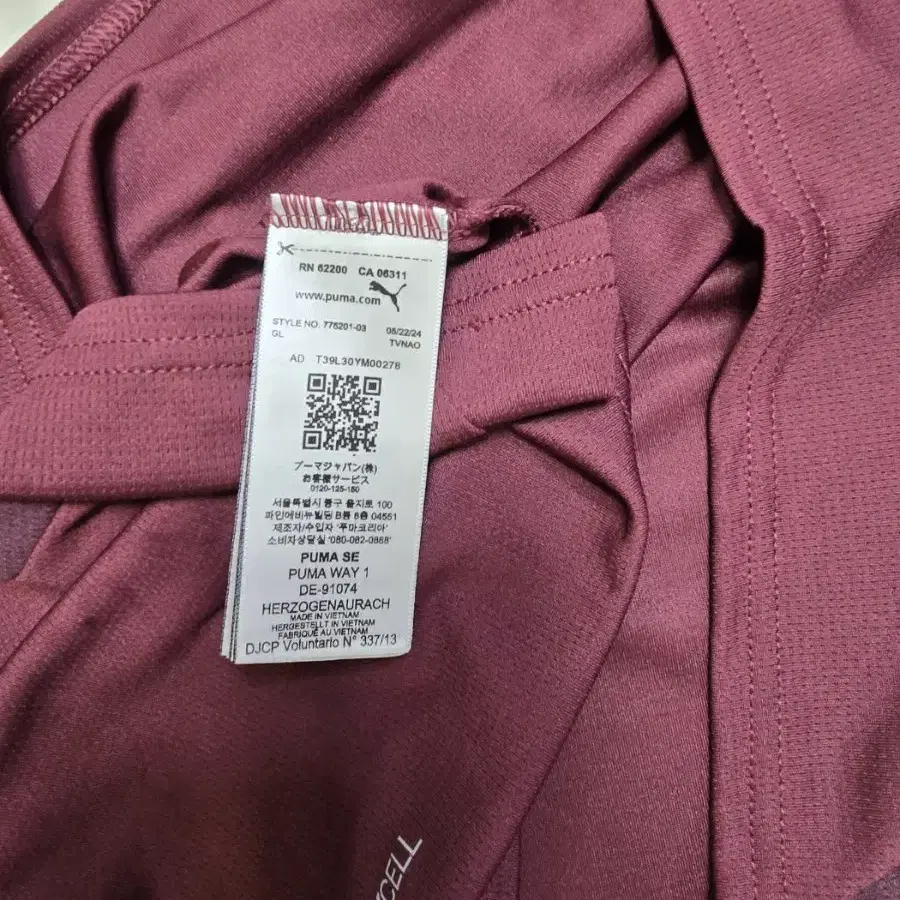 RN 62200 CA 06311
www.puma.com
STYLE NO. 776201-03 05/22/24
GL TVNAO
AD T39L30YM00278
プーマジャパン(株)
お客様サービス
0120-125-150
서울특별시 중구 을지로 100
파인에비뉴빌딩 B동 8층 04551
제조자/수입자 '푸마코리아'
소비자상담실 '080-082-0868'
PUMA SE
PUMA WAY 1
DE-91074
HERZOGENAURACH
MADE IN VIETNAM
HERGESTELLT IN VIETNAM
FABRIQUÉ AU VIETNAM
DJCP Voluntario N° 337/13
CELL